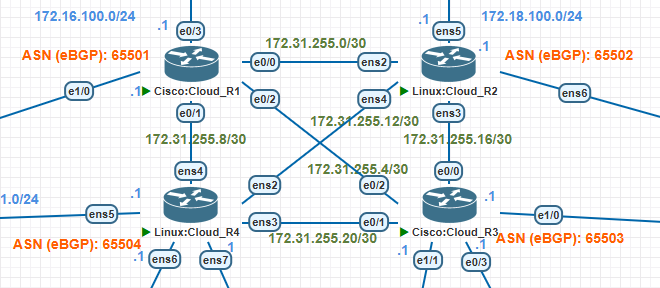 172.16.100.0/24
172.18.100.0/24
.1
e0/3
ens5
.1
ASN (eBGP): 65501
172.31.255.0/30
ASN (eBGP): 65502
e0/0
ens2
e1/0
.1
Cisco:Cloud_R1
e0/2
ens4
Linux:Cloud_R2
ens6
.1
e0/1
172.31.255.12/30
ens3
172.31.255.8/30
172.31.255.16/30
ens4
172.31.255.4/30
e0/0
1.0/24
.1
ens2
e0/2
.1
ens5
ens3
e0/1
e1/0
Linux:Cloud_R4
172.31.255.20/30
Cisco:Cloud_R3
ASN (eBGP): 65504
ASN (eBGP): 65503
.1
ens6
ens7
.1
.1
e1/1
e0/3
.1